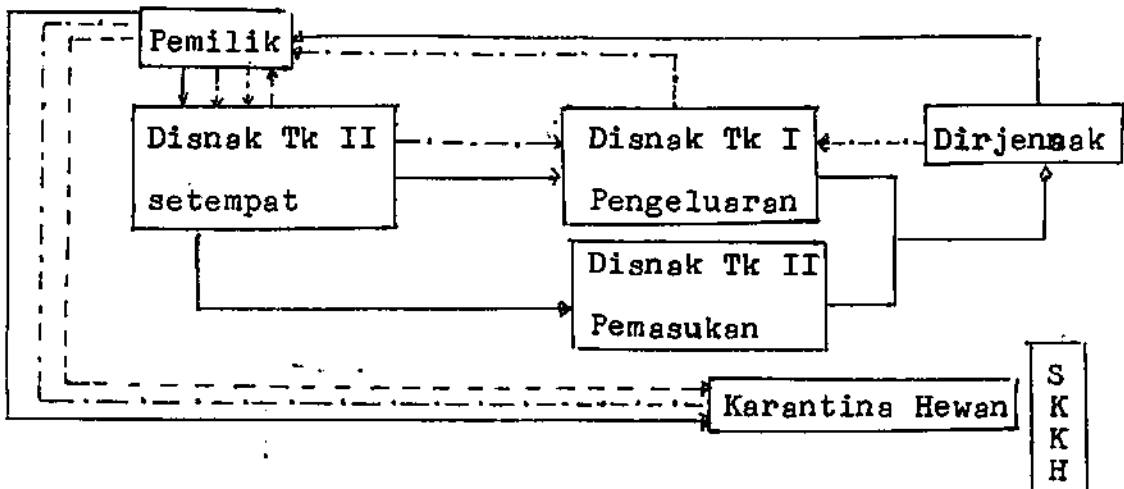 Pemilik
Disnak Tk II
setempat
Disnak Tk I
Pengeluaran
Dirjennak
Disnak Tk II
Pemasukan
Karantina Hewan
S
K
K
H